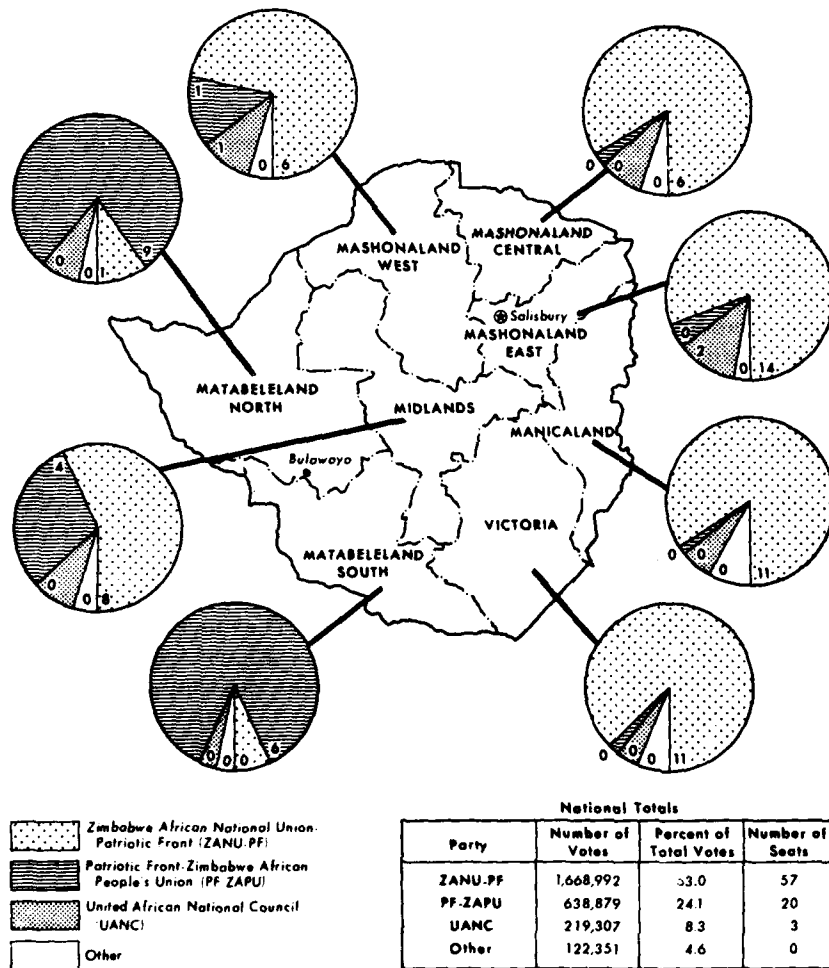 1
1
0
6
0
0
0
6
9
0
0
1
MASHONALAND
WEST
MASHONALAND
CENTRAL
Salisbury
MASHONALAND
EAST
0
2
0
14
MATABELELAND
NORTH
MIDLANDS
MANICALAND
Bulawayo
4
0
0
8
VICTORIA
MATABELELAND
SOUTH
0
0
0
11
0
0
0
6
0
0
0
11
Zimbabwe African National Union-
Patriotic Front (ZANU-PF)
Patriotic Front-Zimbabwe African
People's Union (PF ZAPU)
United African National Council
UANC)
Other
National Totals
Party Number of Votes Percent of Total Votes Number of Seats
ZANU-PF 1,668,992 63.0 57
PF-ZAPU 638,879 24.1 20
UANC 219,307 8.3 3
Other 122,351 4.6 0